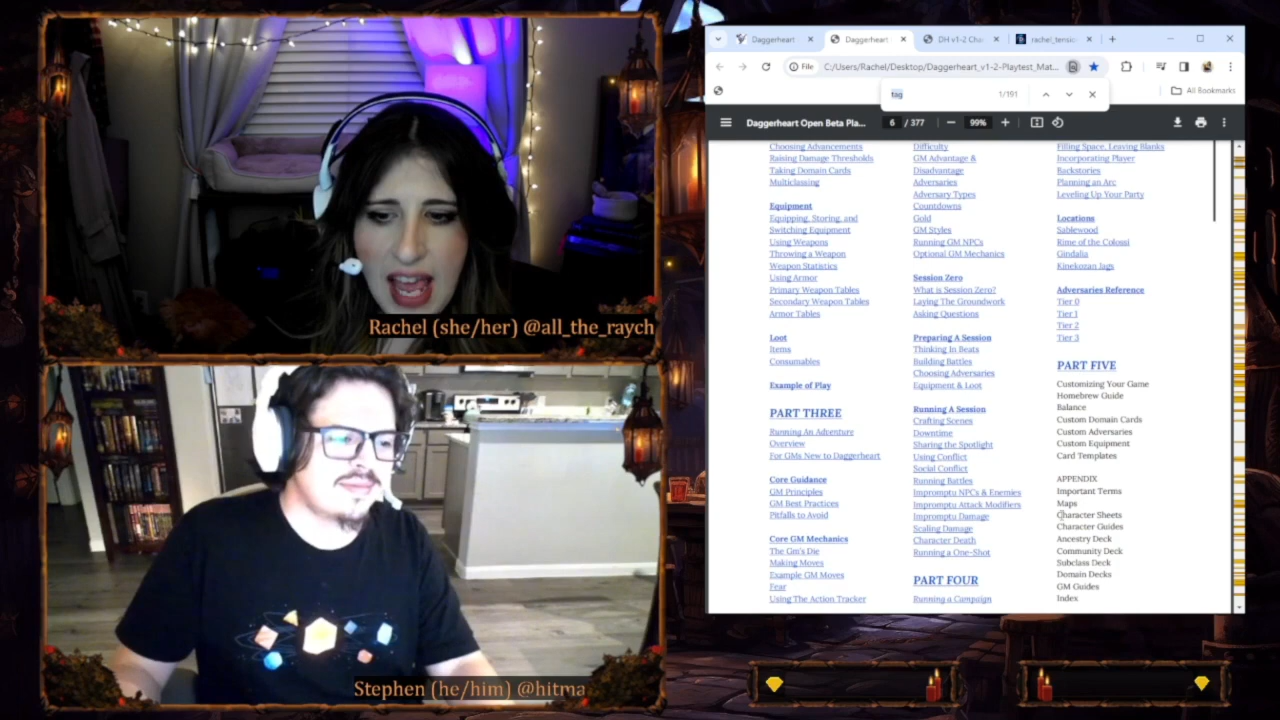 Rachel (she/her) @all_the_raych
Stephen (he/him) @hitma
Daggerheart
Daggerheart
DH v1-2 Cha
rachel_tensio
File
C:/Users/Rachel/Desktop/Daggerheart_v1-2-Playtest_Mat...
tag
1/191
All Bookmarks
Daggerheart Open Beta Pla...
6 / 377
99%
Choosing Advancements
Raising Damage Thresholds
Taking Domain Cards
Multiclassing
Equipment
Equipping, Storing, and
Switching Equipment
Using Weapons
Throwing a Weapon
Weapon Statistics
Using Armor
Primary Weapon Tables
Secondary Weapon Tables
Armor Tables
Loot
Items
Consumables
Example of Play
PART THREE
Running An Adventure
Overview
For GMs New to Daggerheart
Core Guidance
GM Principles
GM Best Practices
Pitfalls to Avoid
Core GM Mechanics
The Gm's Die
Making Moves
Example GM Moves
Fear
Using The Action Tracker
Difficulty
GM Advantage &
Disadvantage
Adversaries
Adversary Types
Countdowns
Gold
GM Styles
Running GM NPCs
Optional GM Mechanics
Session Zero
What is Session Zero?
Laying The Groundwork
Asking Questions
Preparing A Session
Thinking In Beats
Building Battles
Choosing Adversaries
Equipment & Loot
Running A Session
Crafting Scenes
Downtime
Sharing the Spotlight
Using Conflict
Social Conflict
Running Battles
Impromptu NPCs & Enemies
Impromptu Attack Modifiers
Impromptu Damage
Scaling Damage
Character Death
Running a One-Shot
PART FOUR
Running a Campaign
Filling Space, Leaving Blanks
Incorporating Player
Backstories
Planning an Arc
Leveling Up Your Party
Locations
Sablewood
Rime of the Colossi
Gindalia
Kinekozan Jags
Adversaries Reference
Tier 0
Tier 1
Tier 2
Tier 3
PART FIVE
Customizing Your Game
Homebrew Guide
Balance
Custom Domain Cards
Custom Adversaries
Custom Equipment
Card Templates
APPENDIX
Important Terms
Maps
Character Sheets
Character Guides
Ancestry Deck
Community Deck
Subclass Deck
Domain Decks
GM Guides
Index